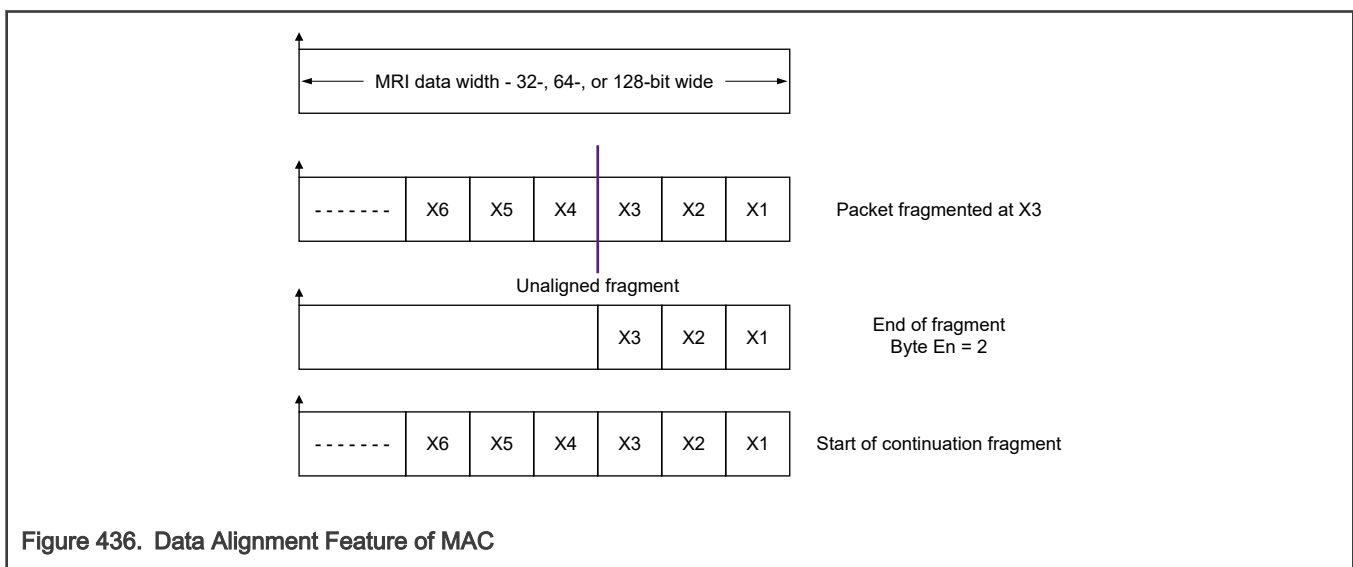 MRI data width - 32-, 64-, or 128-bit wide
------- X6 X5 X4 X3 X2 X1 Packet fragmented at X3
Unaligned fragment
X3 X2 X1 End of fragment
Byte En = 2
------- X6 X5 X4 X3 X2 X1 Start of continuation fragment
Figure 436. Data Alignment Feature of MAC